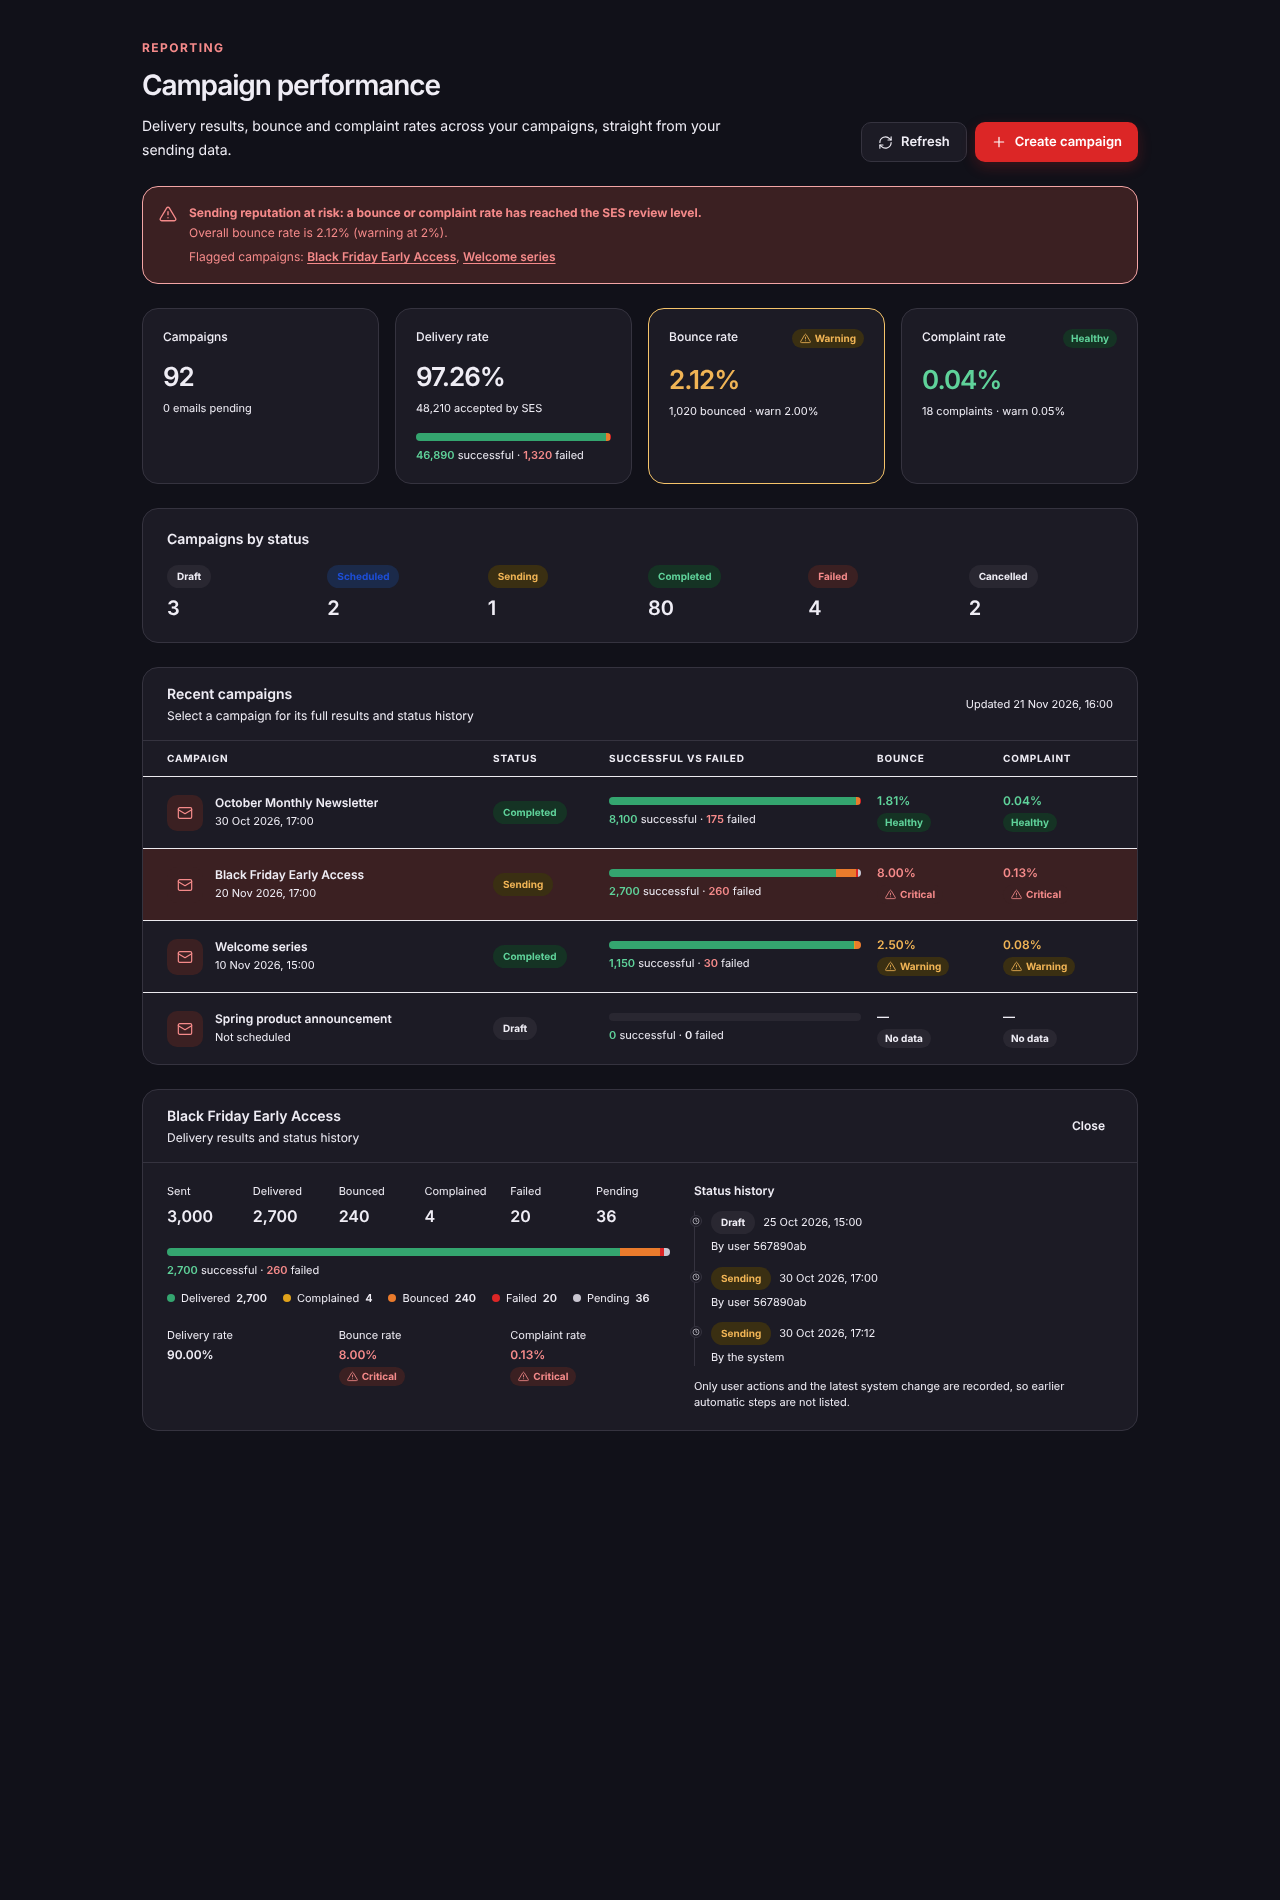 REPORTING
Campaign performance
Delivery results, bounce and complaint rates across your campaigns, straight from your
sending data.
Refresh
Create campaign
Sending reputation at risk: a bounce or complaint rate has reached the SES review level.
Overall bounce rate is 2.12% (warning at 2%).
Flagged campaigns: Black Friday Early Access, Welcome series
Campaigns
92
0 emails pending
Delivery rate
97.26%
48,210 accepted by SES
46,890 successful · 1,320 failed
Bounce rate
Warning
2.12%
1,020 bounced · warn 2.00%
Complaint rate
Healthy
0.04%
18 complaints · warn 0.05%
Campaigns by status
Draft
3
Scheduled
2
Sending
1
Completed
80
Failed
4
Cancelled
2
Recent campaigns
Select a campaign for its full results and status history
Updated 21 Nov 2026, 16:00
CAMPAIGN STATUS SUCCESSFUL VS FAILED BOUNCE COMPLAINT
October Monthly Newsletter
30 Oct 2026, 17:00
Completed
8,100 successful · 175 failed
1.81%
Healthy
0.04%
Healthy
Black Friday Early Access
20 Nov 2026, 17:00
Sending
2,700 successful · 260 failed
8.00%
Critical
0.13%
Critical
Welcome series
10 Nov 2026, 15:00
Completed
1,150 successful · 30 failed
2.50%
Warning
0.08%
Warning
Spring product announcement
Not scheduled
Draft
0 successful · 0 failed
—
No data
—
No data
Black Friday Early Access
Delivery results and status history
Close
Sent
3,000
Delivered
2,700
Bounced
240
Complained
4
Failed
20
Pending
36
2,700 successful · 260 failed
Delivered 2,700 Complained 4 Bounced 240 Failed 20 Pending 36
Delivery rate
90.00%
Bounce rate
8.00%
Critical
Complaint rate
0.13%
Critical
Status history
Draft 25 Oct 2026, 15:00
By user 567890ab
Sending 30 Oct 2026, 17:00
By user 567890ab
Sending 30 Oct 2026, 17:12
By the system
Only user actions and the latest system change are recorded, so earlier
automatic steps are not listed.